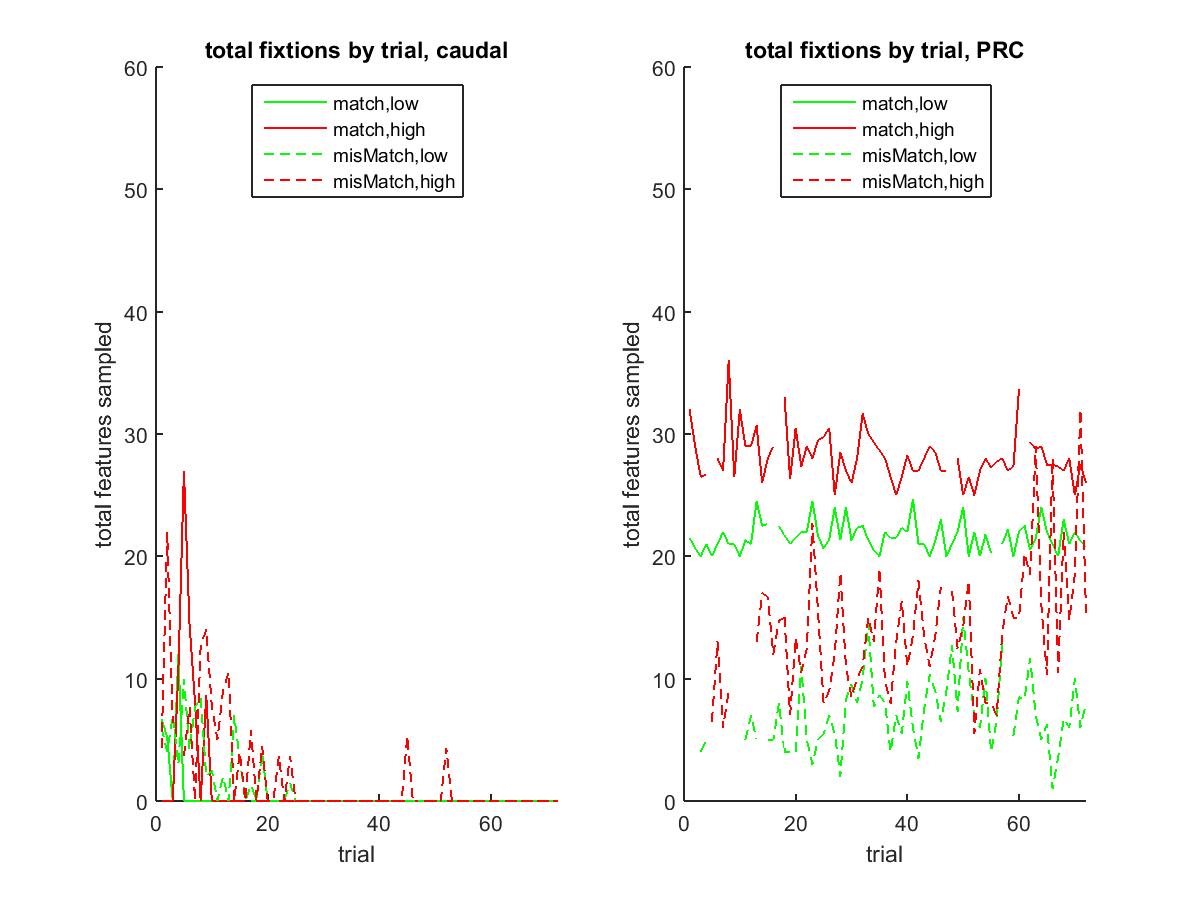 total fixtions by trial, caudal
60
50
40
30
20
10
0
total features sampled
match,low
match,high
misMatch,low
misMatch,high
0 20 40 60
trial
total fixtions by trial, PRC
60
50
40
30
20
10
0
total features sampled
match,low
match,high
misMatch,low
misMatch,high
0 20 40 60
trial